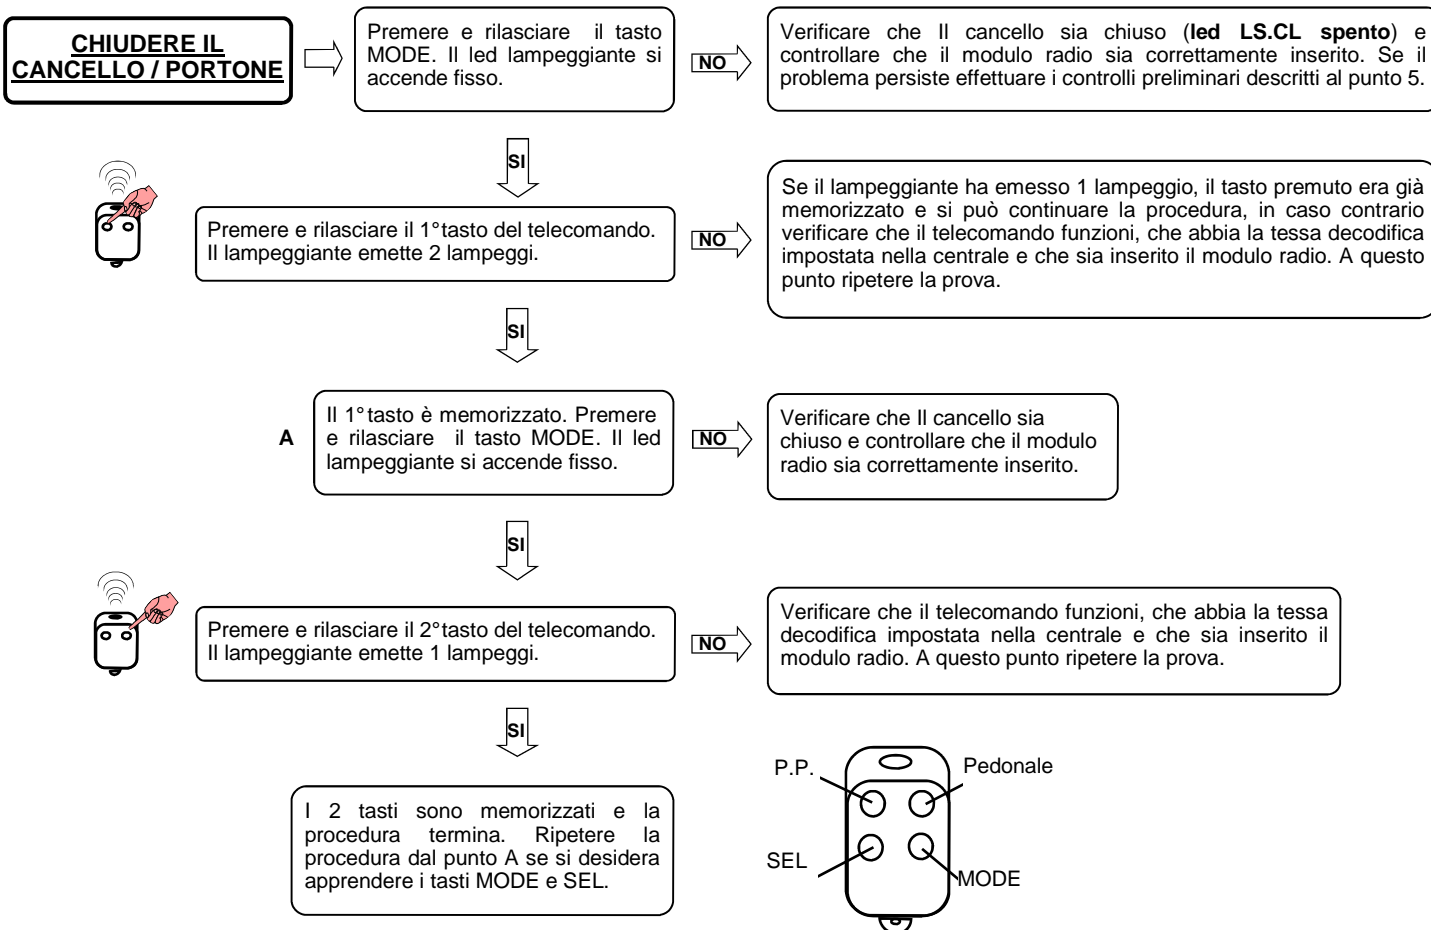 CHIUDERE IL
CANCELLO / PORTONE
Premere e rilasciare il tasto
MODE. Il led lampeggiante si
accende fisso.
NO
Verificare che Il cancello sia chiuso (led LS.CL spento) e
controllare che il modulo radio sia correttamente inserito. Se il
problema persiste effettuare i controlli preliminari descritti al punto 5.
SI
Premere e rilasciare il 1° tasto del telecomando.
Il lampeggiante emette 2 lampeggi.
NO
Se il lampeggiante ha emesso 1 lampeggio, il tasto premuto era già
memorizzato e si può continuare la procedura, in caso contrario
verificare che il telecomando funzioni, che abbia la tessa decodifica
impostata nella centrale e che sia inserito il modulo radio. A questo
punto ripetere la prova.
SI
A
Il 1° tasto è memorizzato. Premere
e rilasciare il tasto MODE. Il led
lampeggiante si accende fisso.
NO
Verificare che Il cancello sia
chiuso e controllare che il modulo
radio sia correttamente inserito.
SI
Premere e rilasciare il 2° tasto del telecomando.
Il lampeggiante emette 1 lampeggi.
NO
Verificare che il telecomando funzioni, che abbia la tessa
decodifica impostata nella centrale e che sia inserito il
modulo radio. A questo punto ripetere la prova.
SI
I 2 tasti sono memorizzati e la
procedura termina. Ripetere la
procedura dal punto A se si desidera
apprendere i tasti MODE e SEL.
P.P.
Pedonale
SEL
MODE